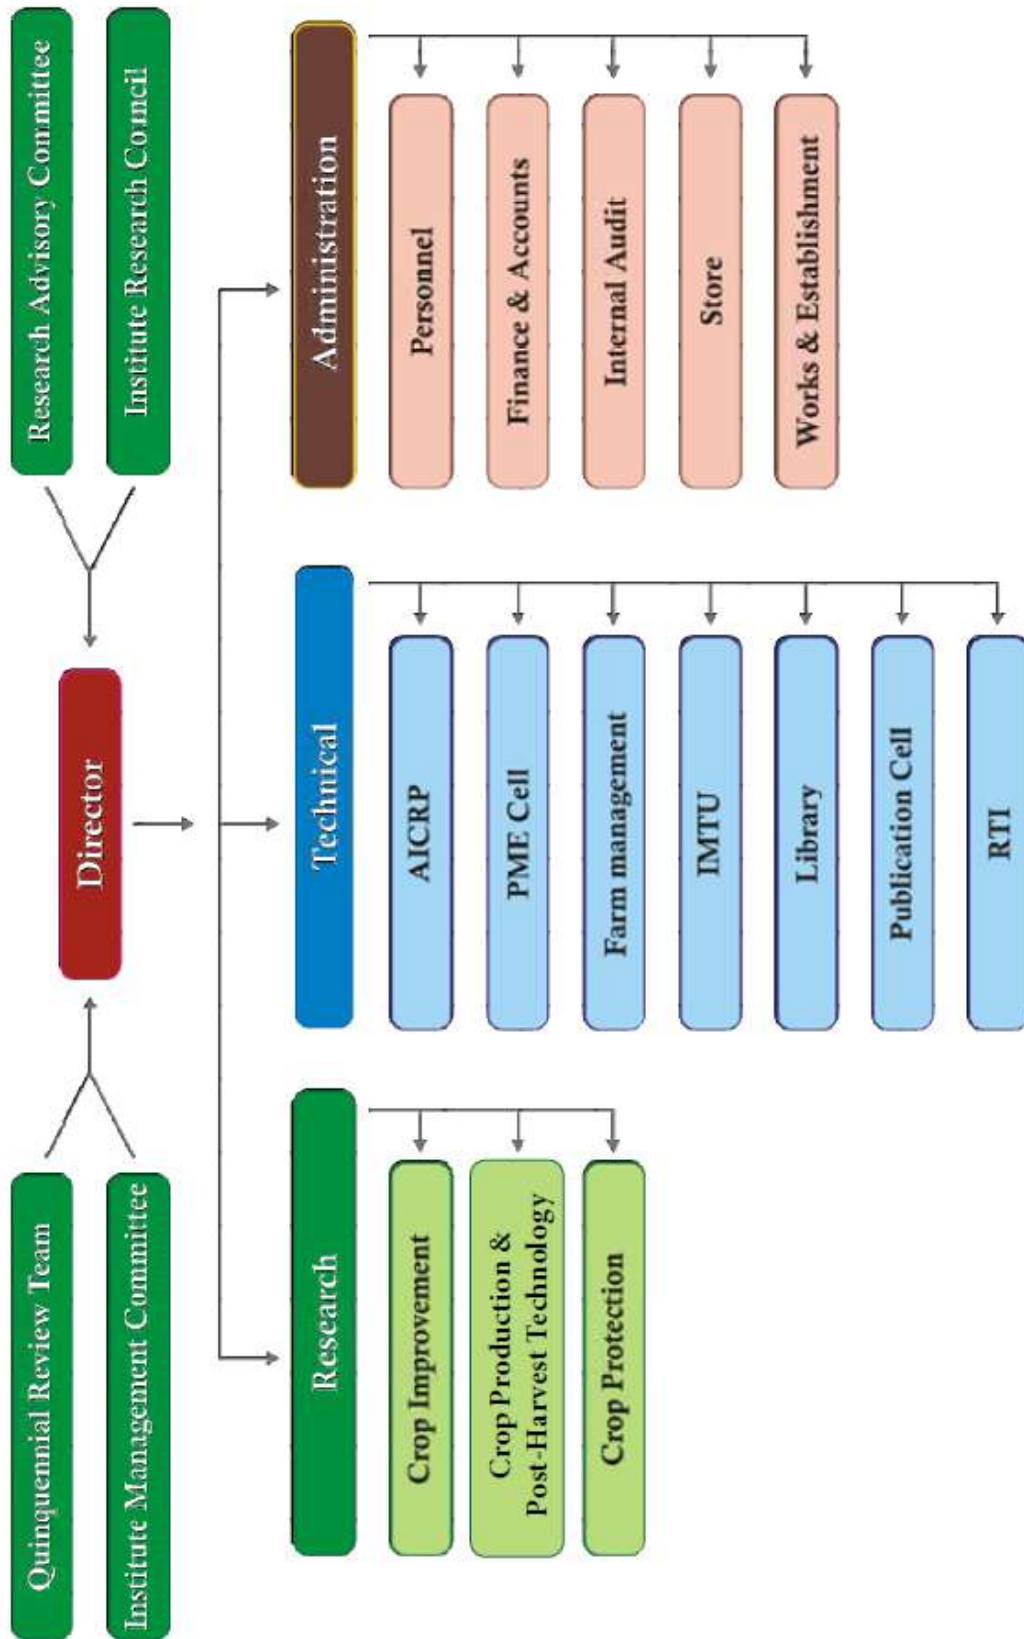 Quinquennial Review Team
Institute Management Committee
Director
Research Advisory Committee
Institute Research Council
Research
Crop Improvement
Crop Production &
Post-Harvest Technology
Crop Protection
Technical
AICRP
PME Cell
Farm management
IMTU
Library
Publication Cell
RTI
Administration
Personnel
Finance & Accounts
Internal Audit
Store
Works & Establishment